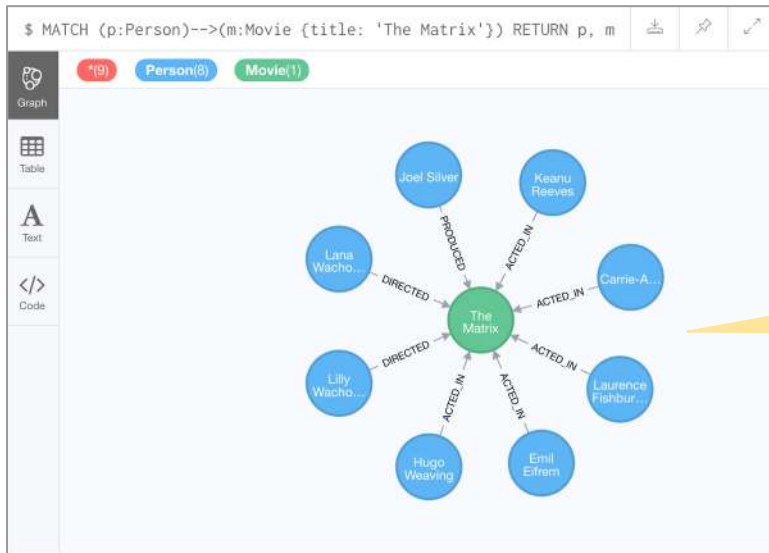 $ MATCH (p:Person)-->(m:Movie {title: 'The Matrix'}) RETURN p, m
*(9) Person(8) Movie(1)
Graph
Table
A
Text
</>
Code
Joel Silver
Keanu
Reeves
Lana
Wacho...
Carrie-A...
The
Matrix
Lilly
Wacho...
Laurence
Fishbur...
Hugo
Weaving
Emil
Eifrem
PRODUCED
ACTED_IN
DIRECTED
ACTED_IN
DIRECTED
ACTED_IN
ACTED_IN
ACTED_IN